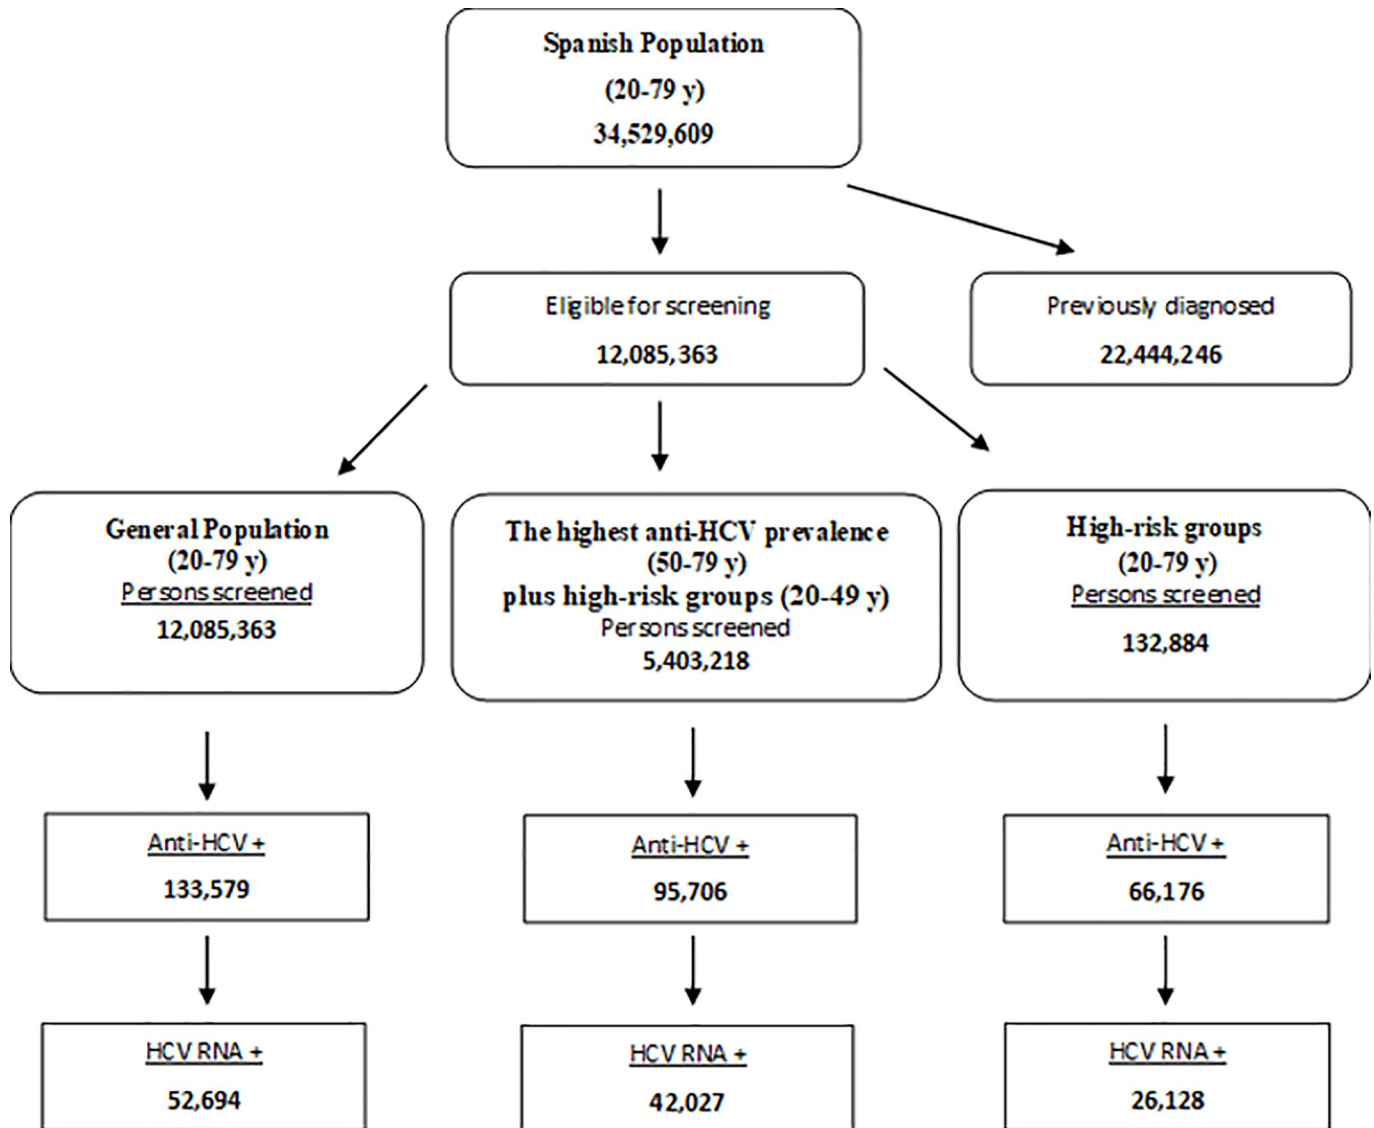 Spanish Population
(20-79 y)
34,529,609
Eligible for screening
12,085,363
Previously diagnosed
22,444,246
General Population
(20-79 y)
Persons screened
12,085,363
The highest anti-HCV prevalence
(50-79 y)
plus high-risk groups (20-49 y)
Persons screened
5,403,218
High-risk groups
(20-79 y)
Persons screened
132,884
Anti-HCV +
133,579
Anti-HCV +
95,706
Anti-HCV +
66,176
HCV RNA +
52,694
HCV RNA +
42,027
HCV RNA +
26,128